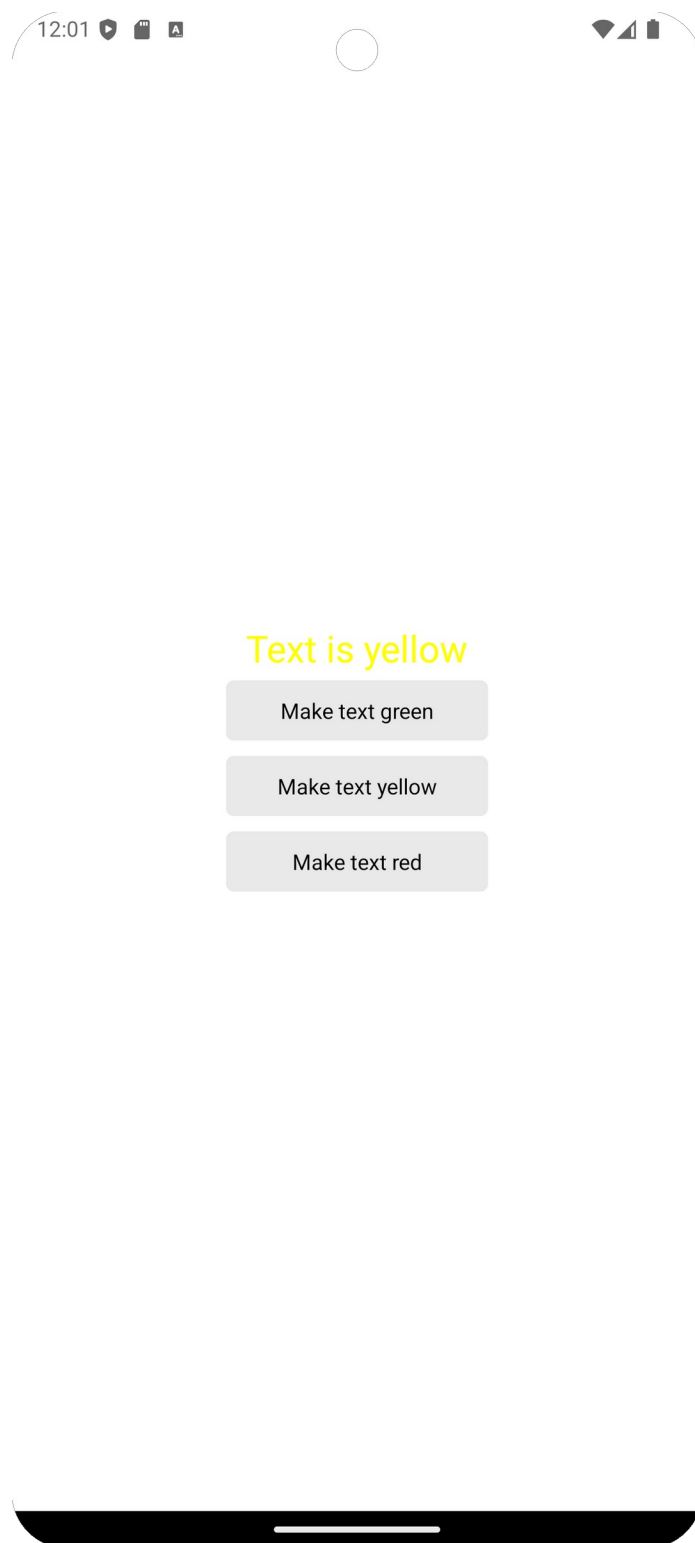 12:01
Text is yellow
Make text green
Make text yellow
Make text red